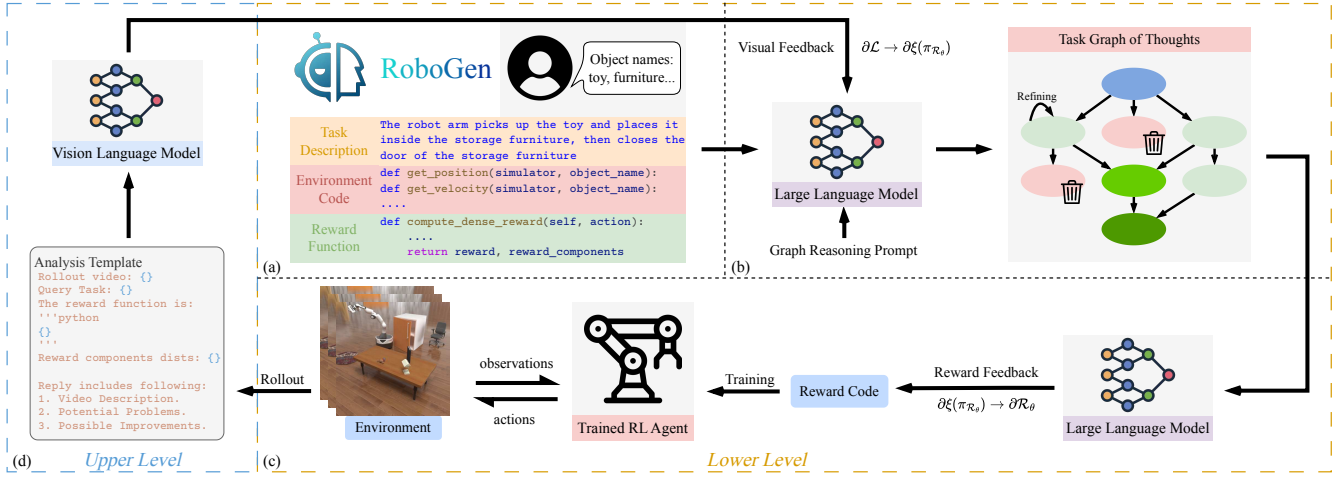 Vision Language Model
Analysis Template
Rollout video: {}
Query Task: {}
The reward function is:
'''python
{}
'''
Reward components dists: {}
Reply includes following:
1. Video Description.
2. Potential Problems.
3. Possible Improvements.
(d)
Upper Level
RoboGen
Object names:
toy, furniture...
Task
Description
The robot arm picks up the toy and places it
inside the storage furniture, then closes the
door of the storage furniture
Environment
Code
def get_position(simulator, object_name):
def get_velocity(simulator, object_name):
....
Reward
Function
def compute_dense_reward(self, action):
....
return reward, reward_components
(a)
Visual Feedback
∂ℒ → ∂ξ(π_{ℛ_θ})
Large Language Model
Graph Reasoning Prompt
(b)
Task Graph of Thoughts
Refining
Rollout
Environment
observations
actions
Trained RL Agent
Training
Reward Code
Reward Feedback
∂ξ(π_{ℛ_θ}) → ∂ℛ_θ
Large Language Model
(c)
Lower Level